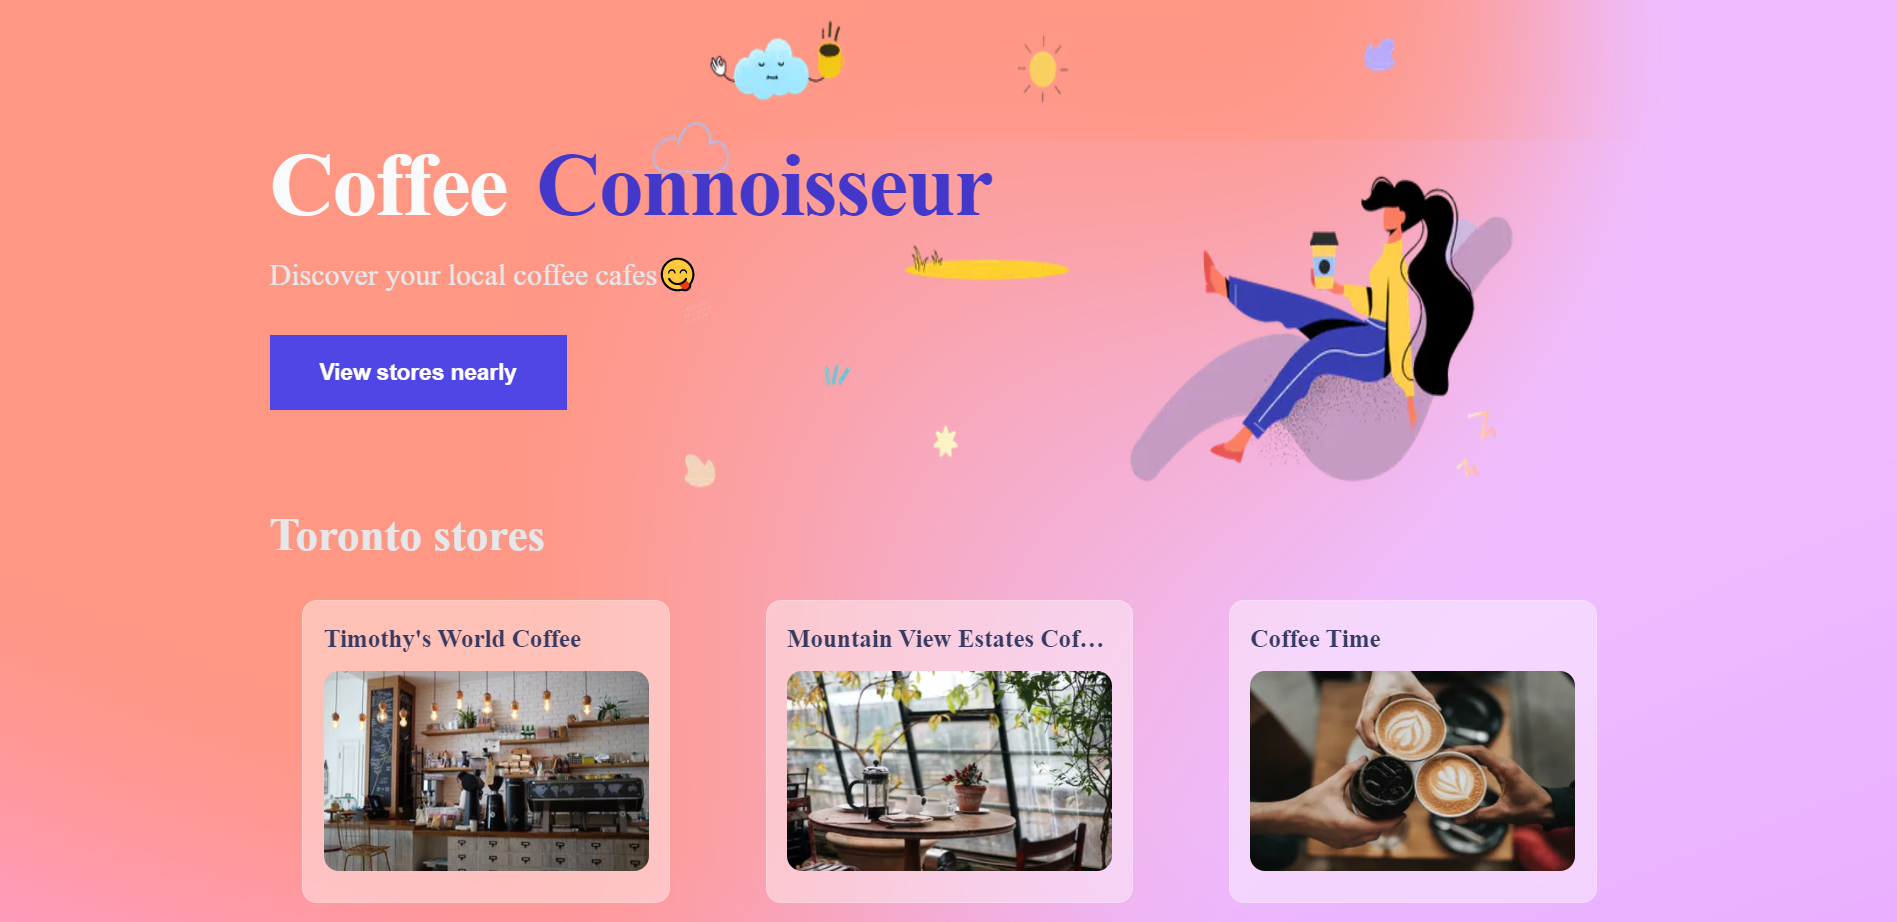 Coffee Connoisseur
Discover your local coffee cafes😋
View stores nearly
Toronto stores
Timothy's World Coffee
Mountain View Estates Cof...
Coffee Time